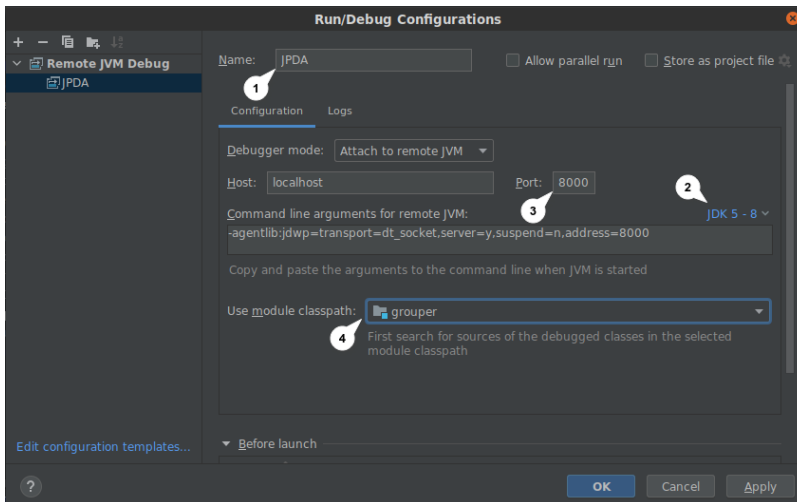 Run/Debug Configurations
Remote JVM Debug
JPDA
Name: JPDA
Allow parallel run
Store as project file
1
Configuration Logs
Debugger mode: Attach to remote JVM
Host: localhost Port: 8000
2
3
Command line arguments for remote JVM: JDK 5 - 8
-agentlib:jdwp=transport=dt_socket,server=y,suspend=n,address=8000
Copy and paste the arguments to the command line when JVM is started
Use module classpath: grouper
4
First search for sources of the debugged classes in the selected
module classpath
Edit configuration templates...
Before launch
? OK Cancel Apply